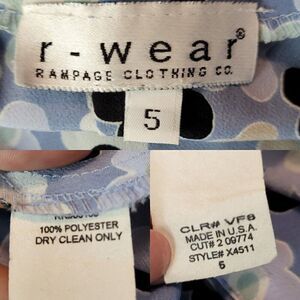 r-wear®
RAMPAGE CLOTHING CO.
5
100% POLYESTER
DRY CLEAN ONLY
CLR# VF8
MADE IN U.S.A.
CUT# 2 09774
STYLE# X4511
5